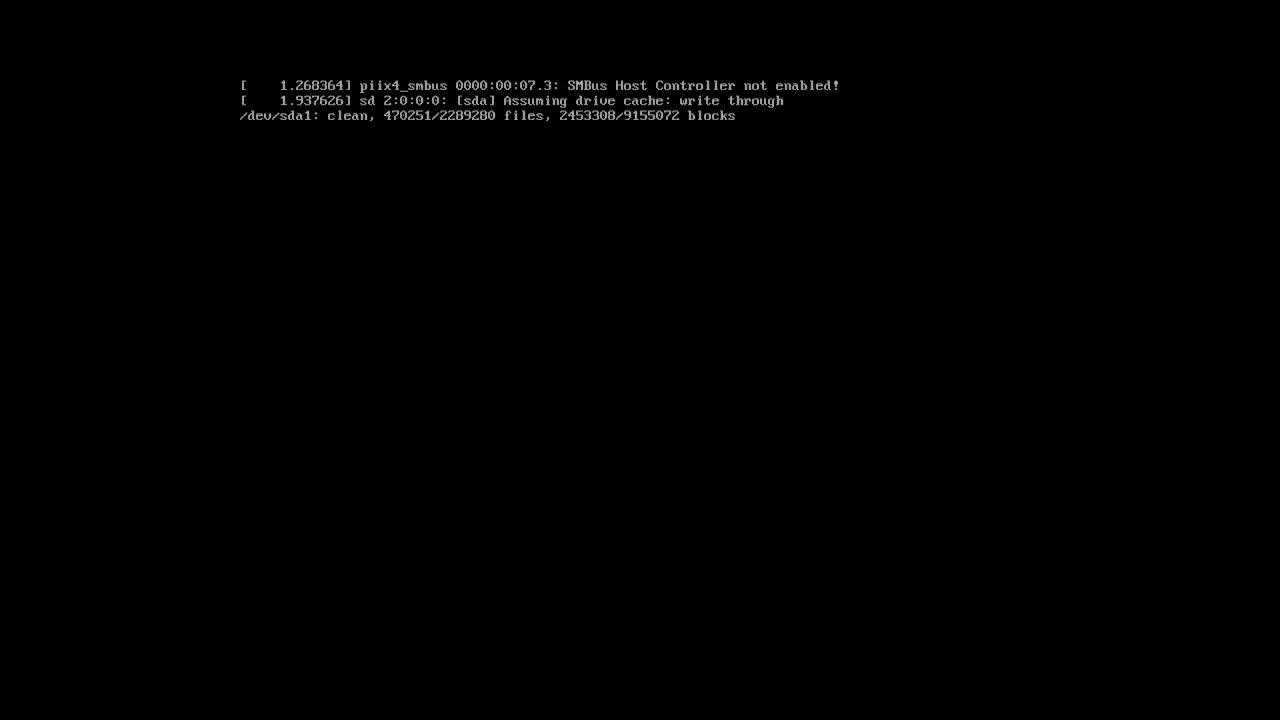 [    1.268364] piix4_smbus 0000:00:07.3: SMBus Host Controller not enabled!
[    1.937626] sd 2:0:0:0: [sda] Assuming drive cache: write through
/dev/sda1: clean, 470251/2289280 files, 2453308/9155072 blocks